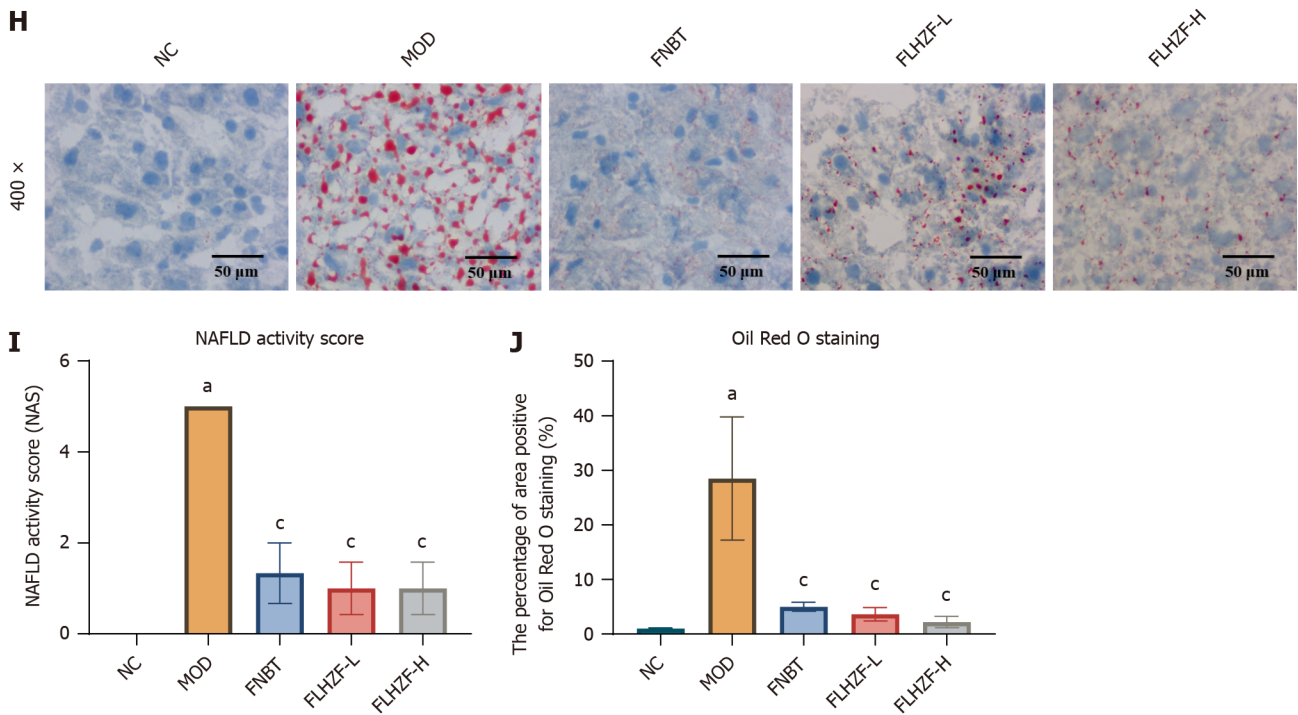 H
NC
MOD
FNBT
FLHZF-L
FLHZF-H
400 ×
50 μm
50 μm
50 μm
50 μm
50 μm
I
NAFLD activity score
NAFLD activity score (NAS)
6
4
2
0
a
c
c
c
NC
MOD
FNBT
FLHZF-L
FLHZF-H
J
Oil Red O staining
The percentage of area positive
for Oil Red O staining (%)
50
40
30
20
10
0
a
c
c
c
NC
MOD
FNBT
FLHZF-L
FLHZF-H